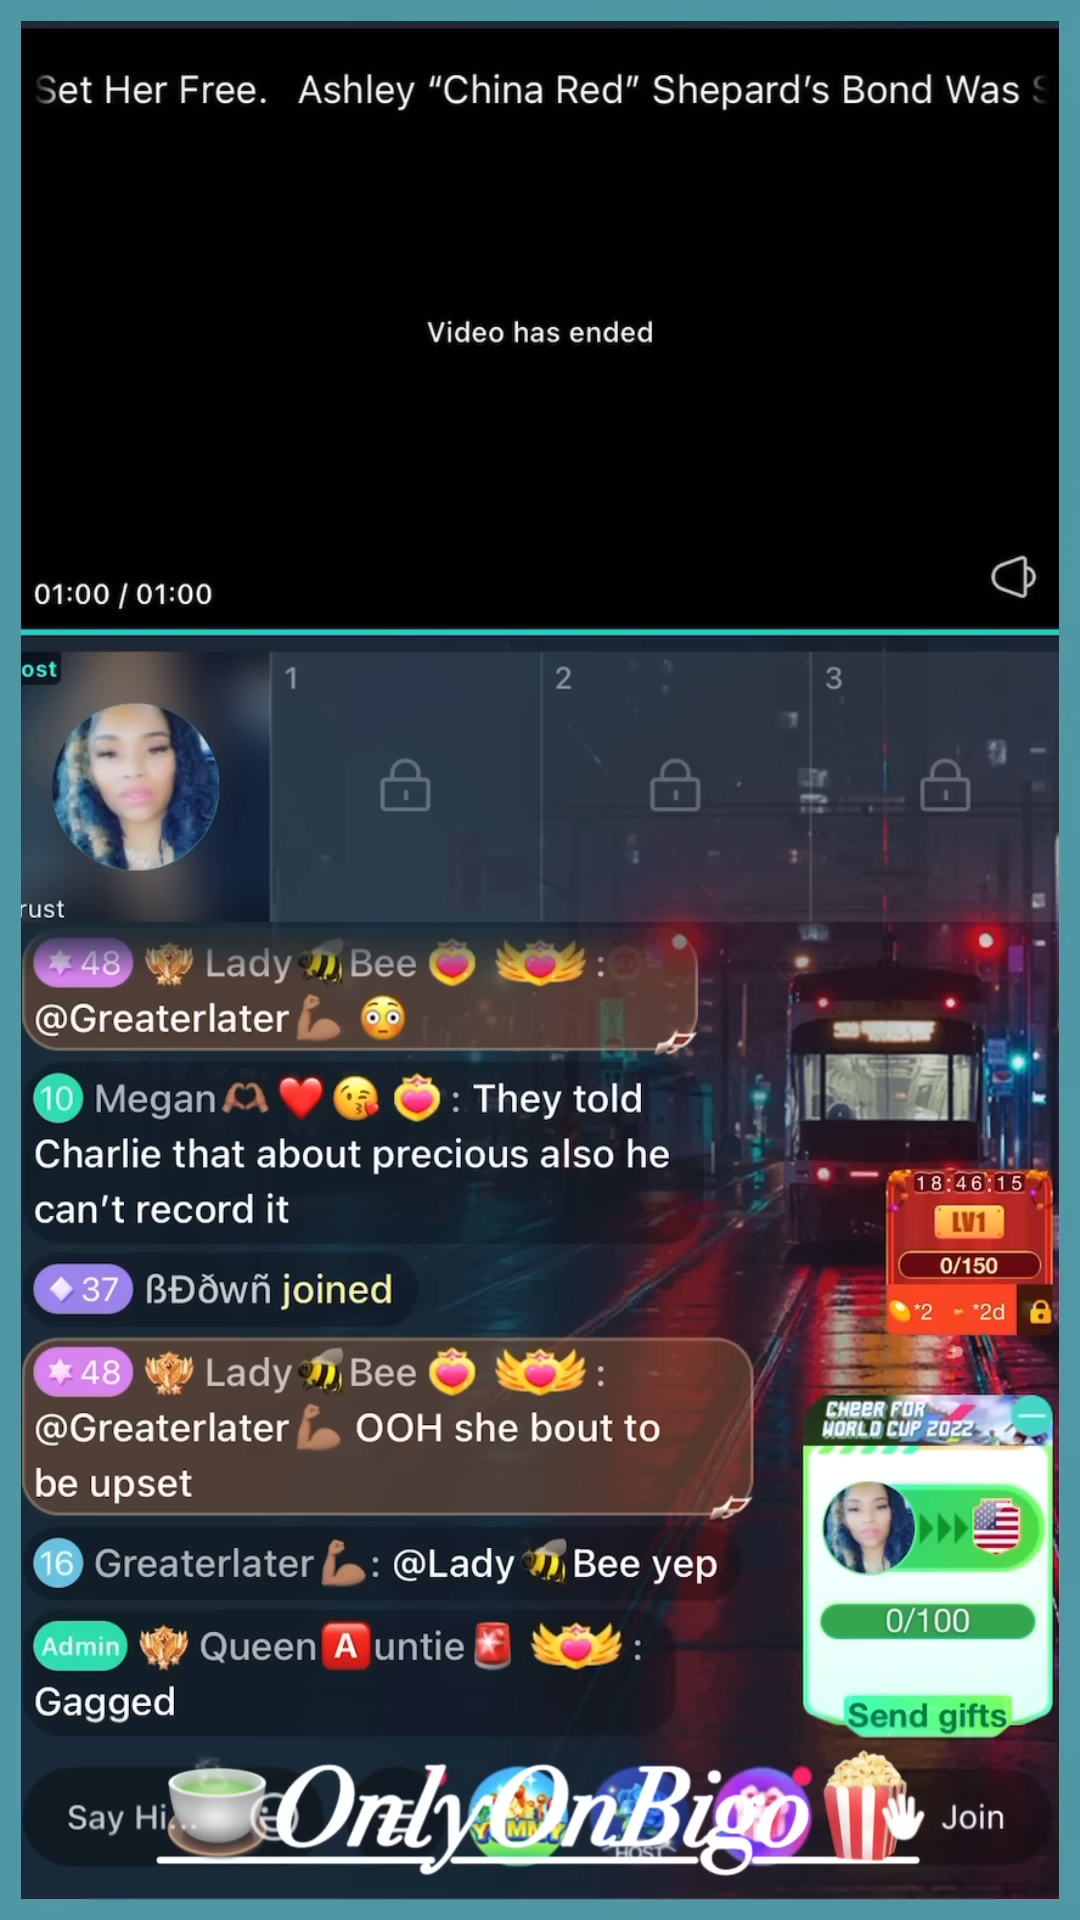 Set Her Free. Ashley “China Red” Shepard’s Bond Was
Video has ended
01:00 / 01:00
ost
1
2
3
rust
48 Lady 🐝 Bee :
@Greaterlater💪🏽 😳
10 Megan🫶🏽❤️😘 : They told
Charlie that about precious also he
can’t record it
37 ßÐðwñ joined
48 Lady 🐝 Bee :
@Greaterlater💪🏽 OOH she bout to
be upset
16 Greaterlater💪🏽: @Lady 🐝 Bee yep
Admin Queen🅰️untie🚨 :
Gagged
18:46:15
LV1
0/150
*2 *2d
CHEER FOR
WORLD CUP 2022
0/100
Send gifts
Say Hi...
OnlyOnBigo
YUMMY
HOST
Join